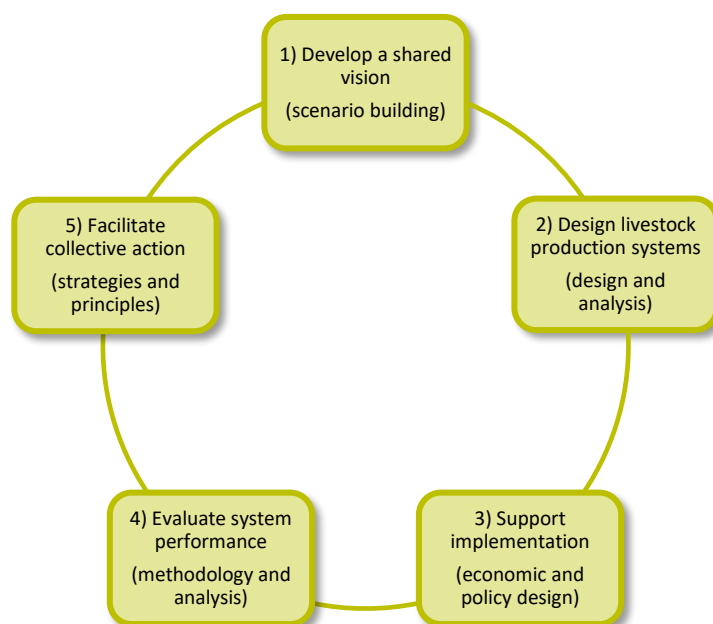 1) Develop a shared
vision
(scenario building)
2) Design livestock
production systems
(design and
analysis)
3) Support
implementation
(economic and
policy design)
4) Evaluate system
performance
(methodology and
analysis)
5) Facilitate
collective action
(strategies and
principles)